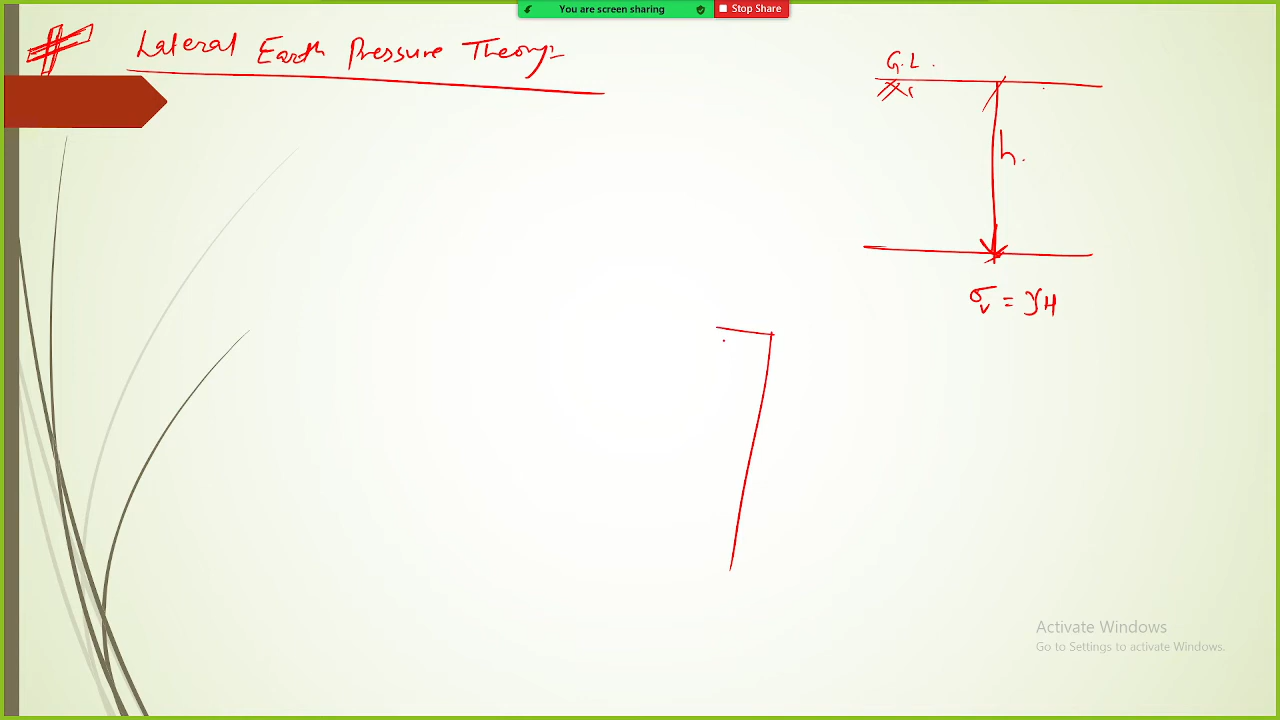 You are screen sharing
Stop Share
# Lateral Earth Pressure Theory:-
G.L.
h.
σv = γH
Activate Windows
Go to Settings to activate Windows.